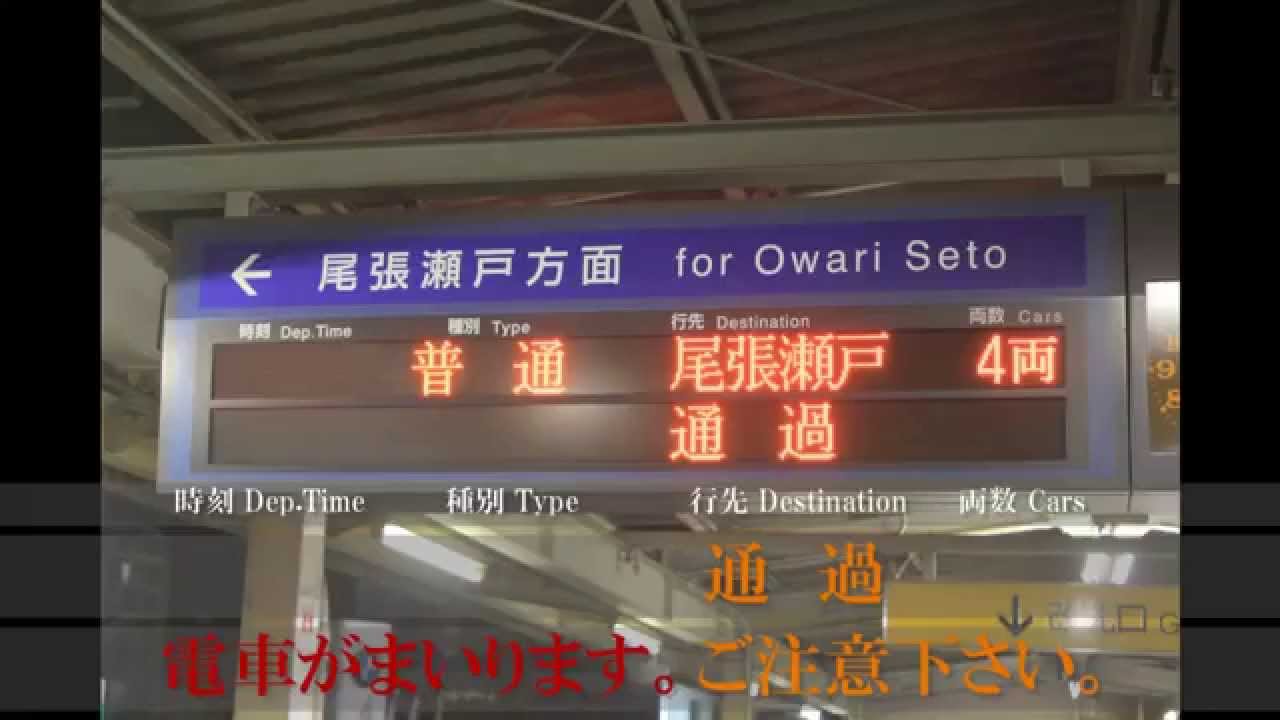 ← 尾張瀬戸方面 for Owari Seto
時刻 Dep.Time 種別 Type 行先 Destination 両数 Cars
普 通 尾張瀬戸 4両
通 過
時刻 Dep.Time 種別 Type 行先 Destination 両数 Cars
通 過
電車がまいります。ご注意下さい。